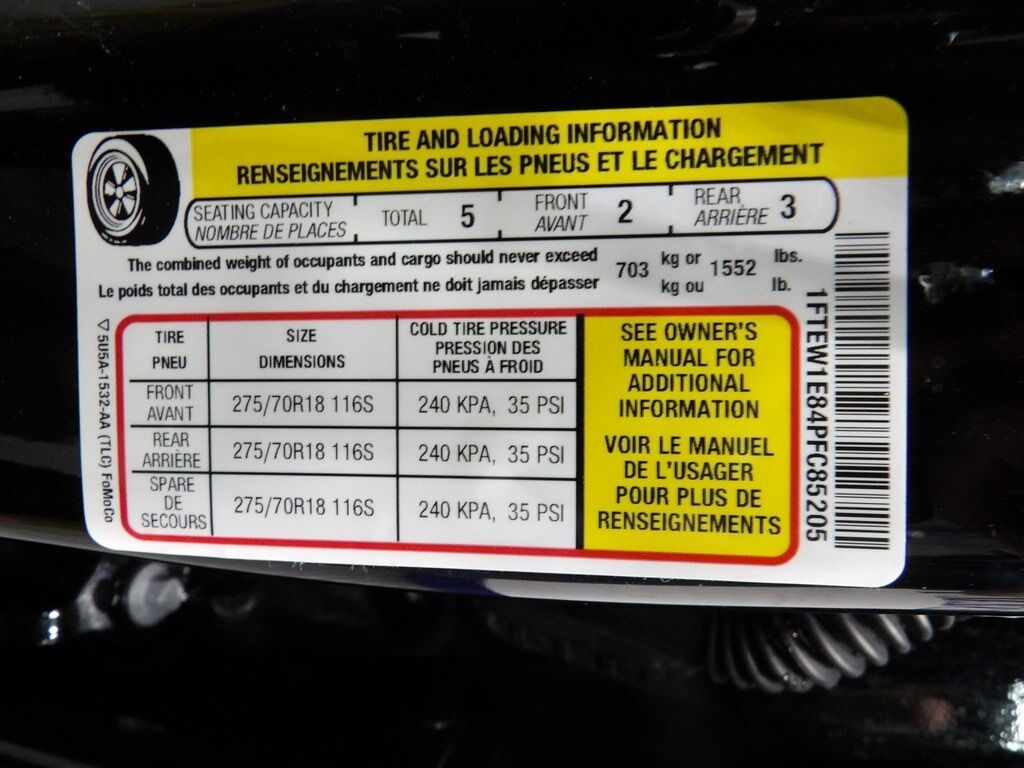 TIRE AND LOADING INFORMATION
RENSEIGNEMENTS SUR LES PNEUS ET LE CHARGEMENT
SEATING CAPACITY TOTAL 5 FRONT 2 REAR 3
NOMBRE DE PLACES AVANT ARRIÈRE
The combined weight of occupants and cargo should never exceed 703 kg or 1552 lbs.
Le poids total des occupants et du chargement ne doit jamais dépasser kg ou lb.
TIRE SIZE COLD TIRE PRESSURE
PNEU DIMENSIONS PRESSION DES
PNEUS À FROID
FRONT
AVANT 275/70R18 116S 240 KPA, 35 PSI
REAR
ARRIÈRE 275/70R18 116S 240 KPA, 35 PSI
SPARE
DE
SECOURS 275/70R18 116S 240 KPA, 35 PSI
SEE OWNER'S
MANUAL FOR
ADDITIONAL
INFORMATION
VOIR LE MANUEL
DE L'USAGER
POUR PLUS DE
RENSEIGNEMENTS
5U5A-1532-AA (TLC) FoMoCo
1FTEW1E84PFC85205